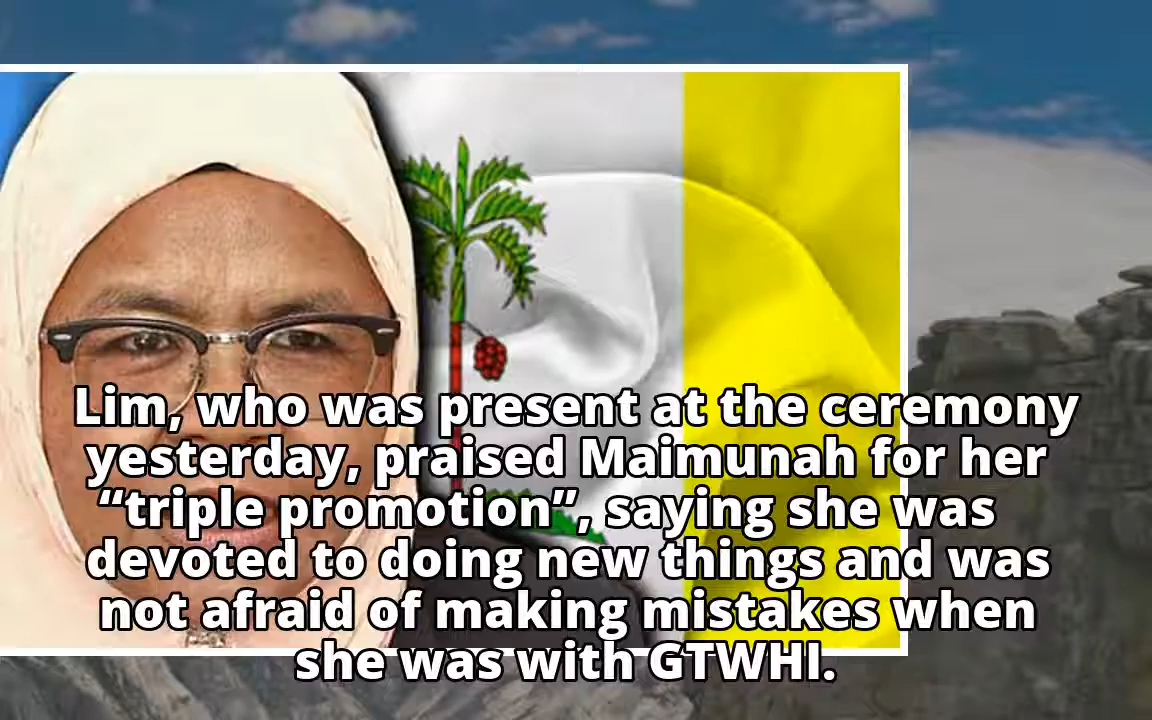 Lim, who was present at the ceremony
yesterday, praised Maimunah for her
“triple promotion”, saying she was
devoted to doing new things and was
not afraid of making mistakes when
she was with GTWHI.